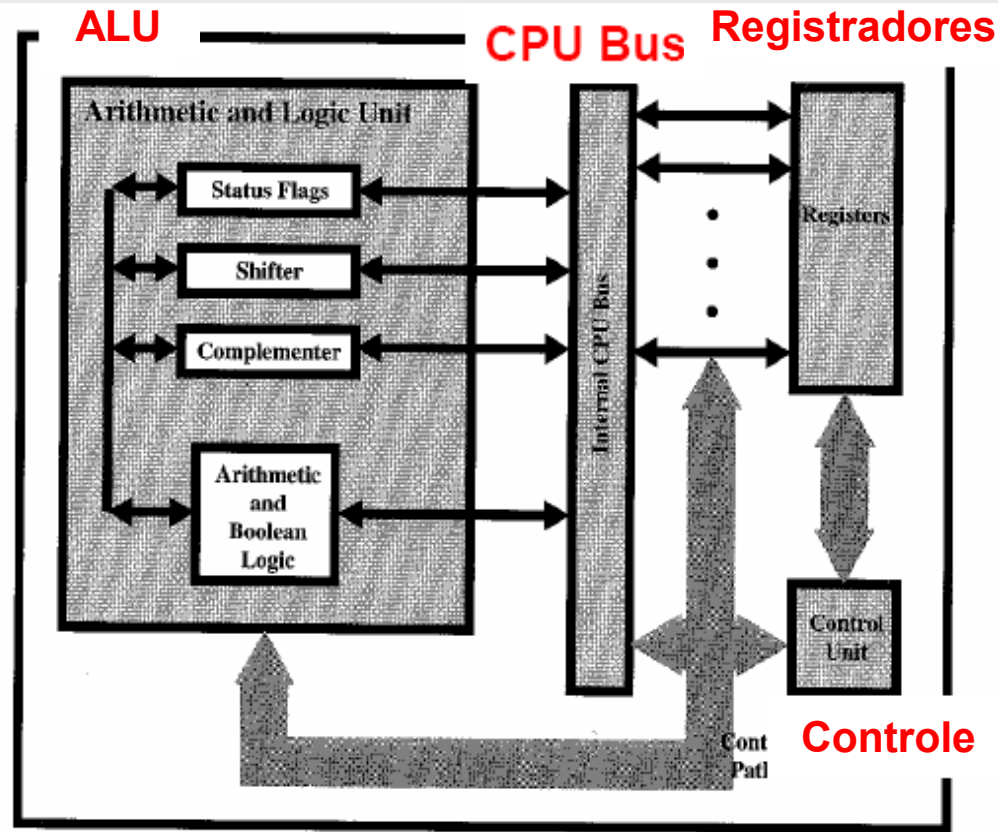 ALU
CPU Bus
Registradores
Arithmetic and Logic Unit
Status Flags
Shifter
Complementer
Arithmetic
and
Boolean
Logic
Internal CPU Bus
Registers
Control
Unit
Controle